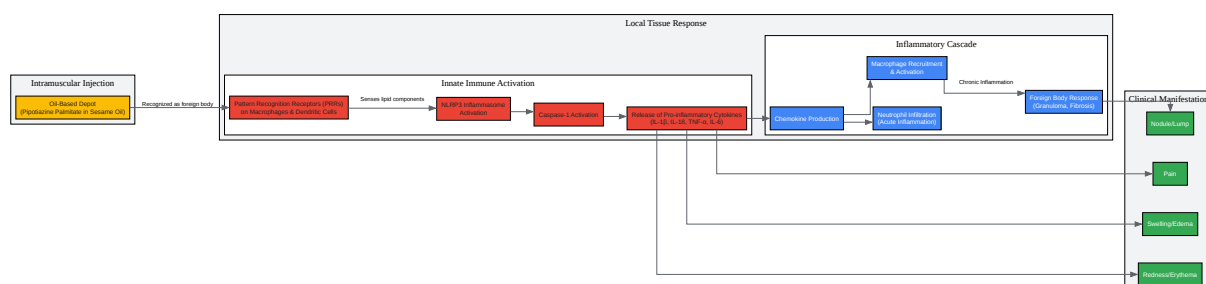 Local Tissue Response
Intramuscular Injection
Oil-Based Depot
(Pipotiazine Palmitate in Sesame Oil)
Recognized as foreign body
Innate Immune Activation
Pattern Recognition Receptors (PRRs)
on Macrophages & Dendritic Cells
Senses lipid components
NLRP3 Inflammasome
Activation
Caspase-1 Activation
Release of Pro-inflammatory Cytokines
(IL-1β, IL-18, TNF-α, IL-6)
Inflammatory Cascade
Chemokine Production
Macrophage Recruitment
& Activation
Neutrophil Infiltration
(Acute Inflammation)
Chronic Inflammation
Foreign Body Response
(Granuloma, Fibrosis)
Clinical Manifestation
Nodule/Lump
Pain
Swelling/Edema
Redness/Erythema